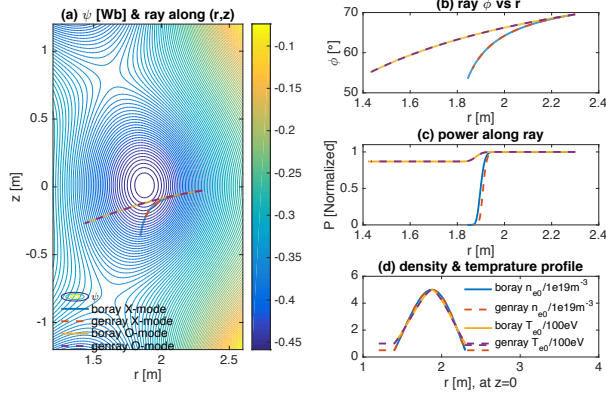 (a) ψ [Wb] & ray along (r,z)
z [m]
1
0.5
0
-0.5
-1
1.5
2
2.5
r [m]
ψ
boray X-mode
genray X-mode
boray O-mode
genray O-mode
-0.1
-0.15
-0.2
-0.25
-0.3
-0.35
-0.4
-0.45
(b) ray ϕ vs r
ϕ [°]
70
60
50
1.4
1.6
1.8
2
2.2
2.4
r [m]
(c) power along ray
P [Normalized]
1
0.5
0
1.4
1.6
1.8
2
2.2
2.4
r [m]
(d) density & temprature profile
6
4
2
0
boray n_e0/1e19m^-3
genray n_e0/1e19m^-3
boray T_e0/100eV
genray T_e0/100eV
1
2
3
4
r [m], at z=0